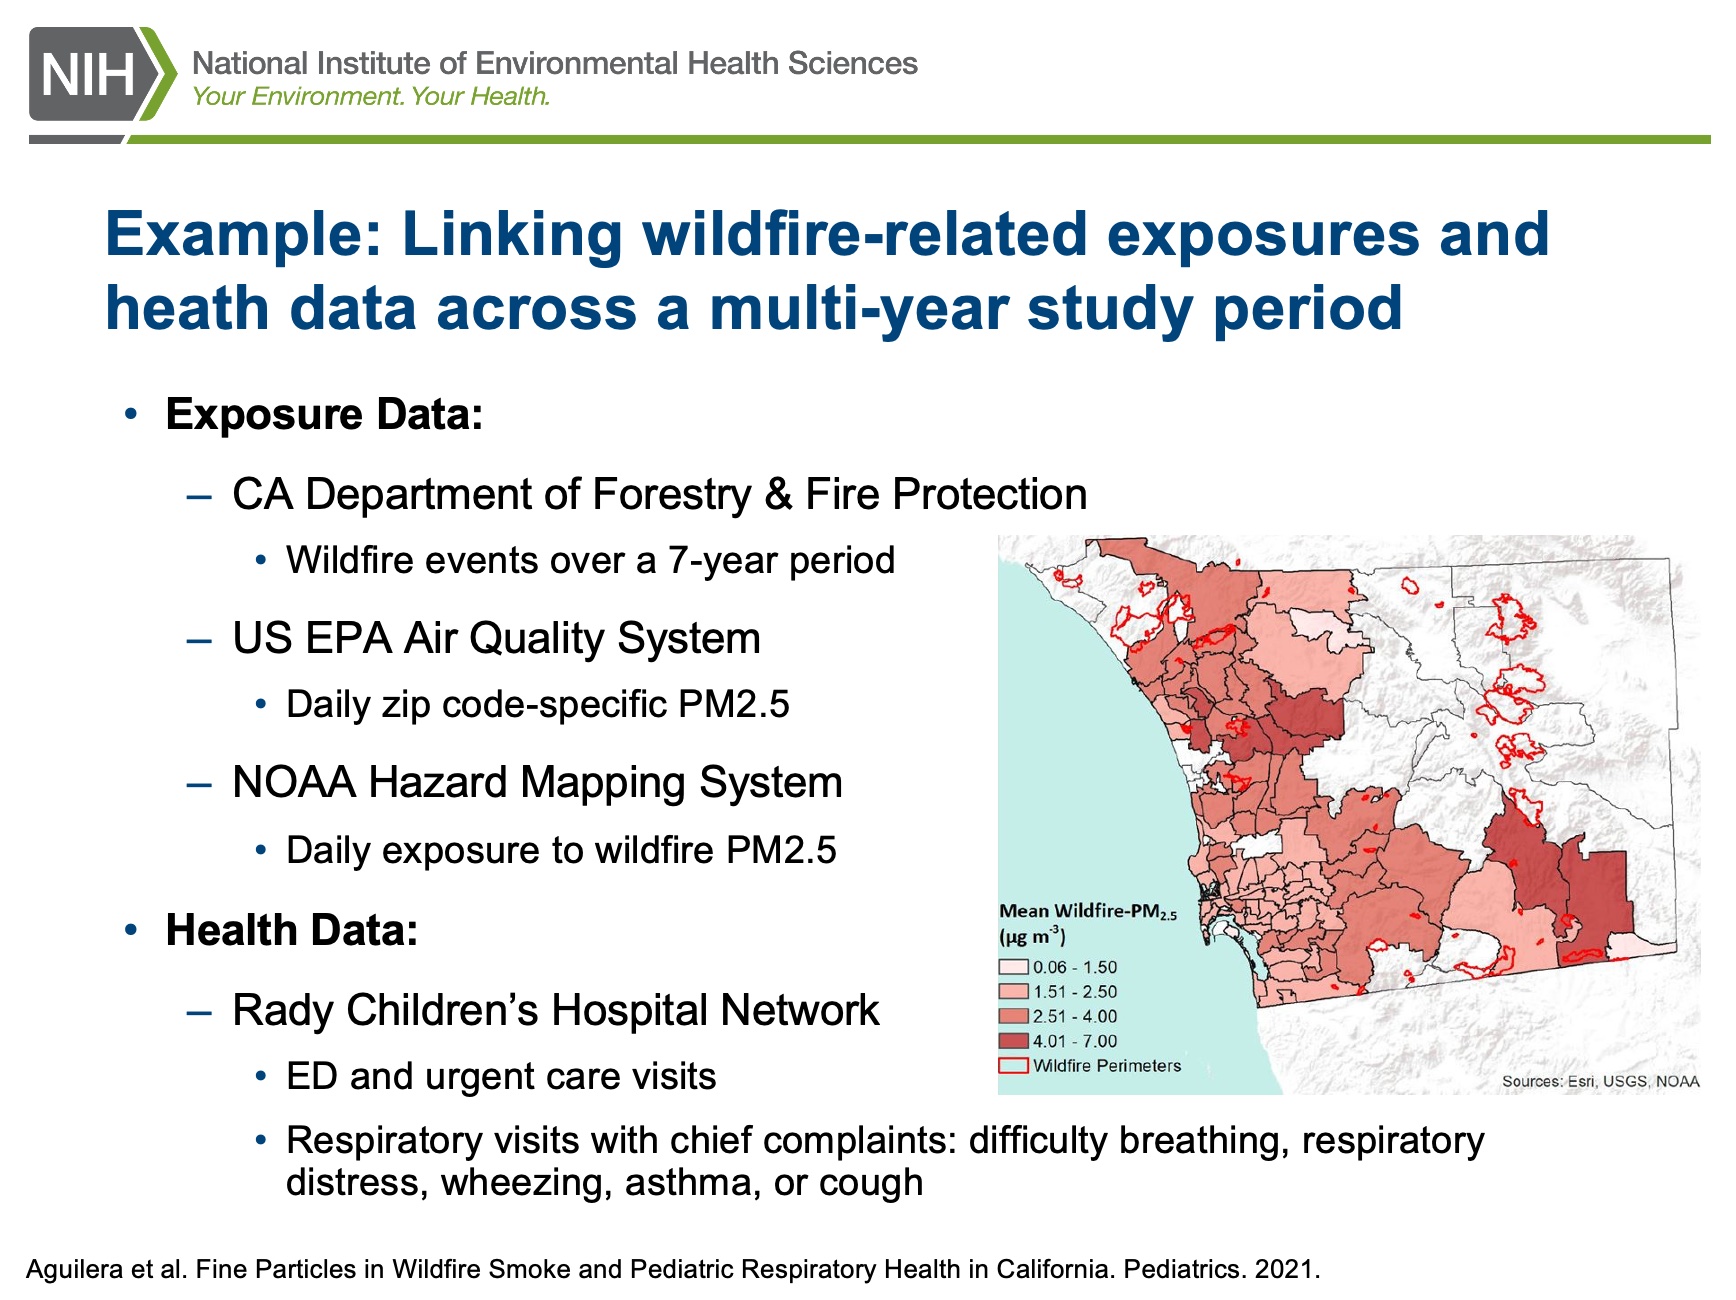 NIH
National Institute of Environmental Health Sciences
Your Environment. Your Health.
Example: Linking wildfire-related exposures and
heath data across a multi-year study period
• Exposure Data:
– CA Department of Forestry & Fire Protection
• Wildfire events over a 7-year period
– US EPA Air Quality System
• Daily zip code-specific PM2.5
– NOAA Hazard Mapping System
• Daily exposure to wildfire PM2.5
• Health Data:
– Rady Children’s Hospital Network
• ED and urgent care visits
• Respiratory visits with chief complaints: difficulty breathing, respiratory
distress, wheezing, asthma, or cough
Mean Wildfire-PM2.5
(µg m-3)
0.06 - 1.50
1.51 - 2.50
2.51 - 4.00
4.01 - 7.00
Wildfire Perimeters
Sources: Esri, USGS, NOAA
Aguilera et al. Fine Particles in Wildfire Smoke and Pediatric Respiratory Health in California. Pediatrics. 2021.